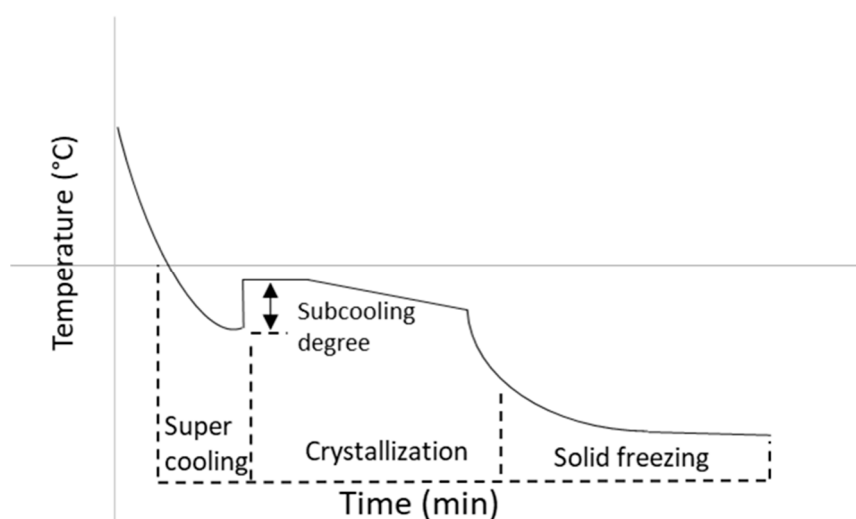 Temperature (°C)
Subcooling
degree
Super
cooling
Crystallization
Solid freezing
Time (min)